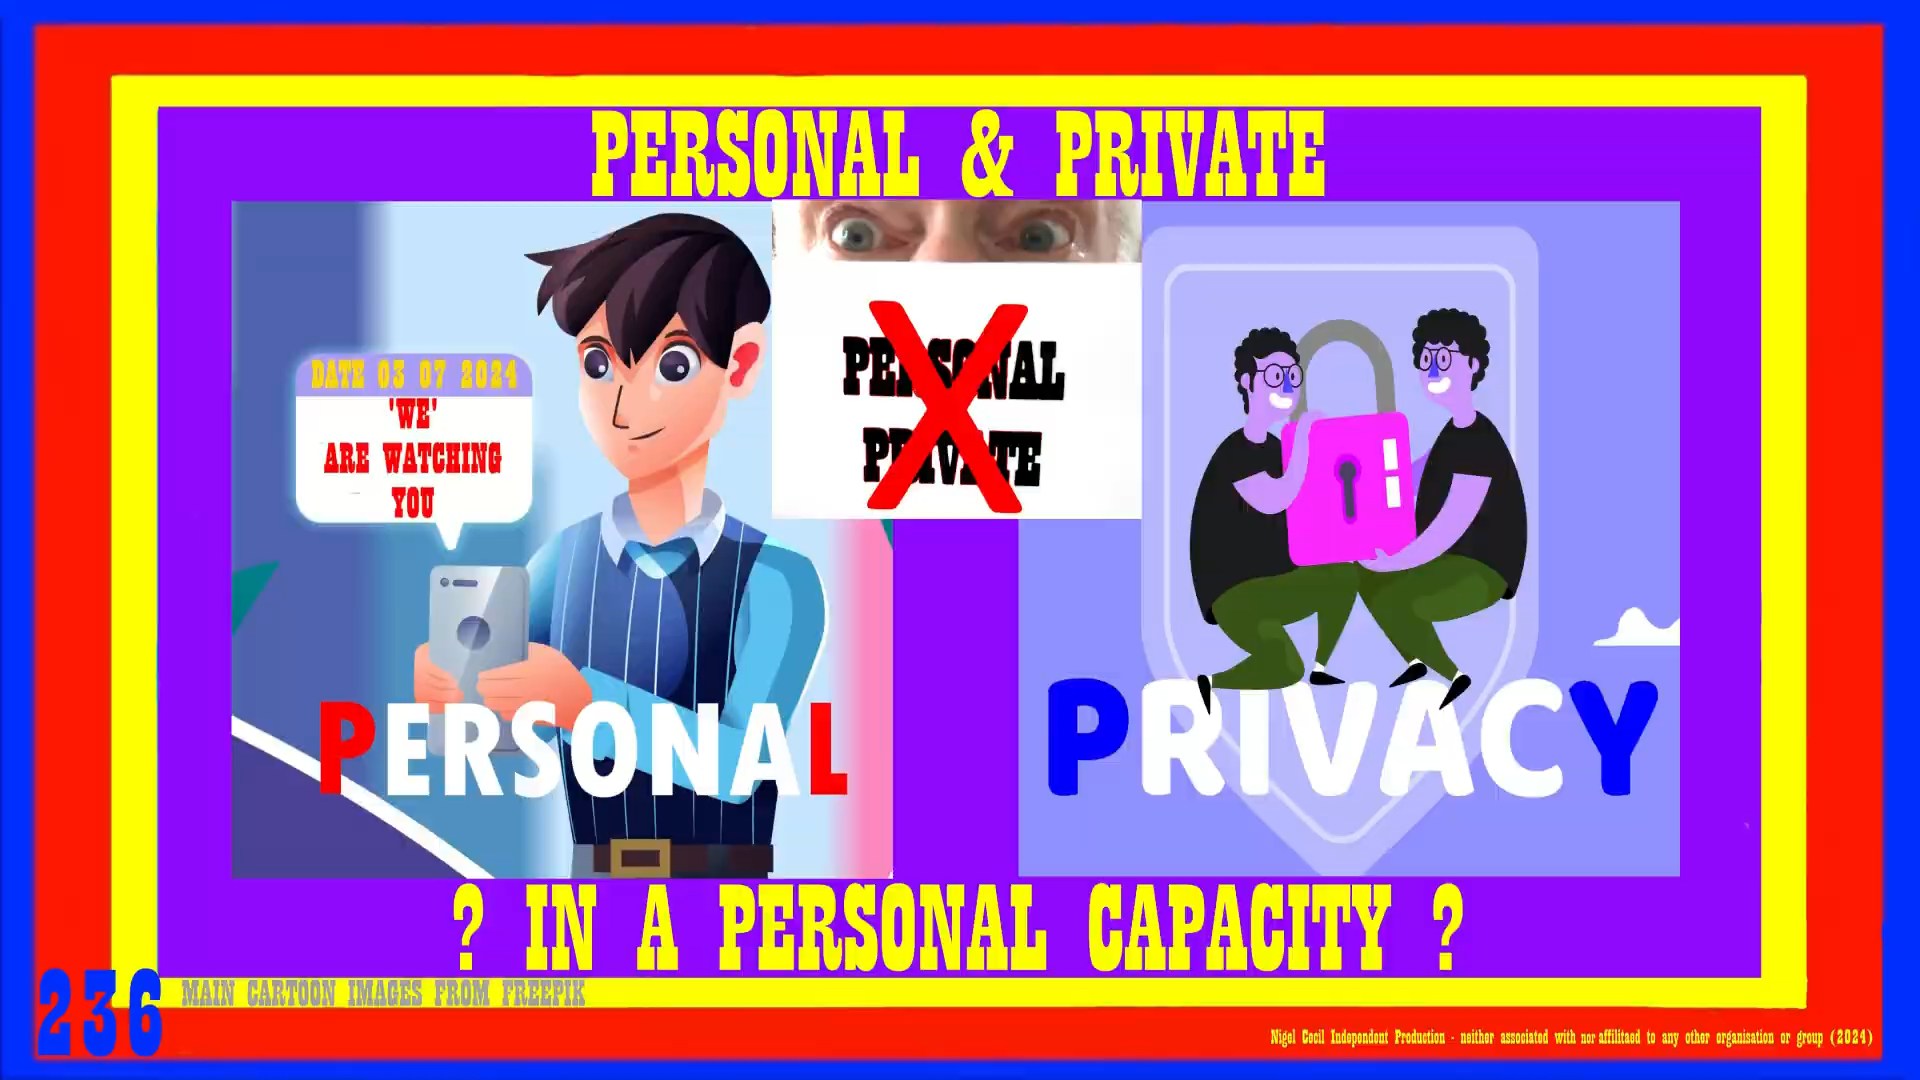 PERSONAL & PRIVATE
DATE 03 07 2024
'WE'
ARE WATCHING
YOU
PERSONAL
PRIVATE
PERSONAL
PRIVACY
? IN A PERSONAL CAPACITY ?
236
MAIN CARTOON IMAGES FROM FREEPIK
Nigel Cecil Independent Production - neither associated with nor affilitaed to any other organisation or group (2024)